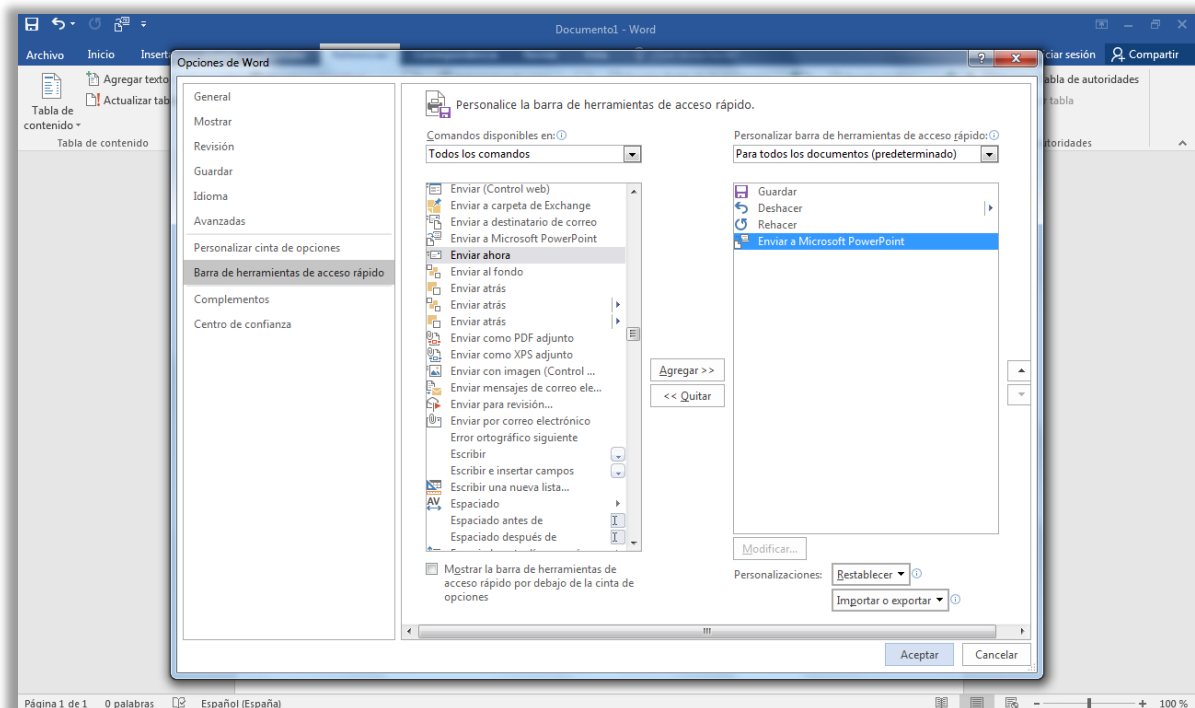 Documento1 - Word
Archivo
Inicio
Insert
ciar sesión
Compartir
Tabla de contenido
Agregar texto
Actualizar tab
Tabla de contenido
abla de autoridades
tabla
utoridades
Opciones de Word
General
Mostrar
Revisión
Guardar
Idioma
Avanzadas
Personalizar cinta de opciones
Barra de herramientas de acceso rápido
Complementos
Centro de confianza
Personalice la barra de herramientas de acceso rápido.
Comandos disponibles en:
Todos los comandos
Enviar (Control web)
Enviar a carpeta de Exchange
Enviar a destinatario de correo
Enviar a Microsoft PowerPoint
Enviar ahora
Enviar al fondo
Enviar atrás
Enviar atrás
Enviar atrás
Enviar como PDF adjunto
Enviar como XPS adjunto
Enviar con imagen (Control ...
Enviar mensajes de correo ele...
Enviar para revisión...
Enviar por correo electrónico
Error ortográfico siguiente
Escribir
Escribir e insertar campos
Escribir una nueva lista...
Espaciado
Espaciado antes de
Espaciado después de
Mostrar la barra de herramientas de
acceso rápido por debajo de la cinta de
opciones
Agregar >>
<< Quitar
Personalizar barra de herramientas de acceso rápido:
Para todos los documentos (predeterminado)
Guardar
Deshacer
Rehacer
Enviar a Microsoft PowerPoint
Modificar...
Personalizaciones:
Restablecer
Importar o exportar
Aceptar
Cancelar
Página 1 de 1
0 palabras
Español (España)
100 %